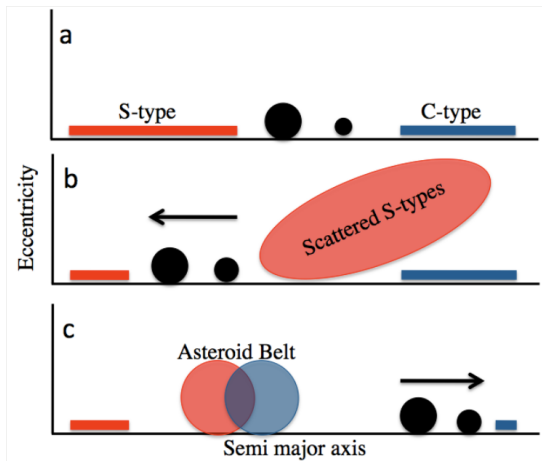 a
S-type
C-type
b
Scattered S-types
Eccentricity
c
Asteroid Belt
Semi major axis